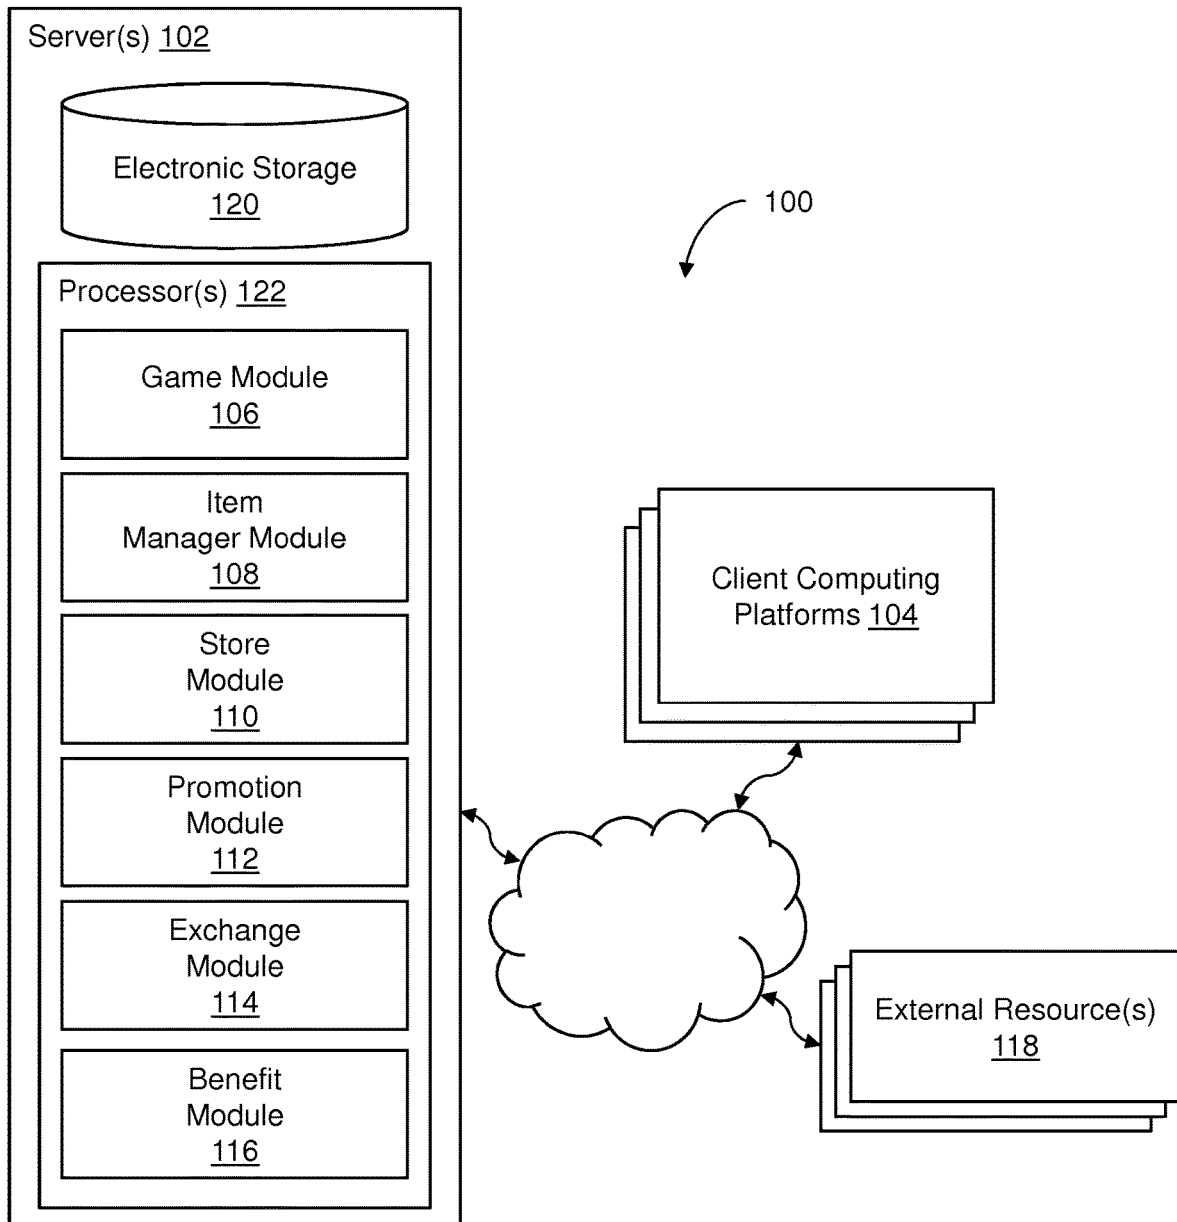 Server(s) 102
Electronic Storage
120
100
Processor(s) 122
Game Module
106
Item
Manager Module
108
Store
Module
110
Promotion
Module
112
Exchange
Module
114
Benefit
Module
116
Client Computing
Platforms 104
External Resource(s)
118